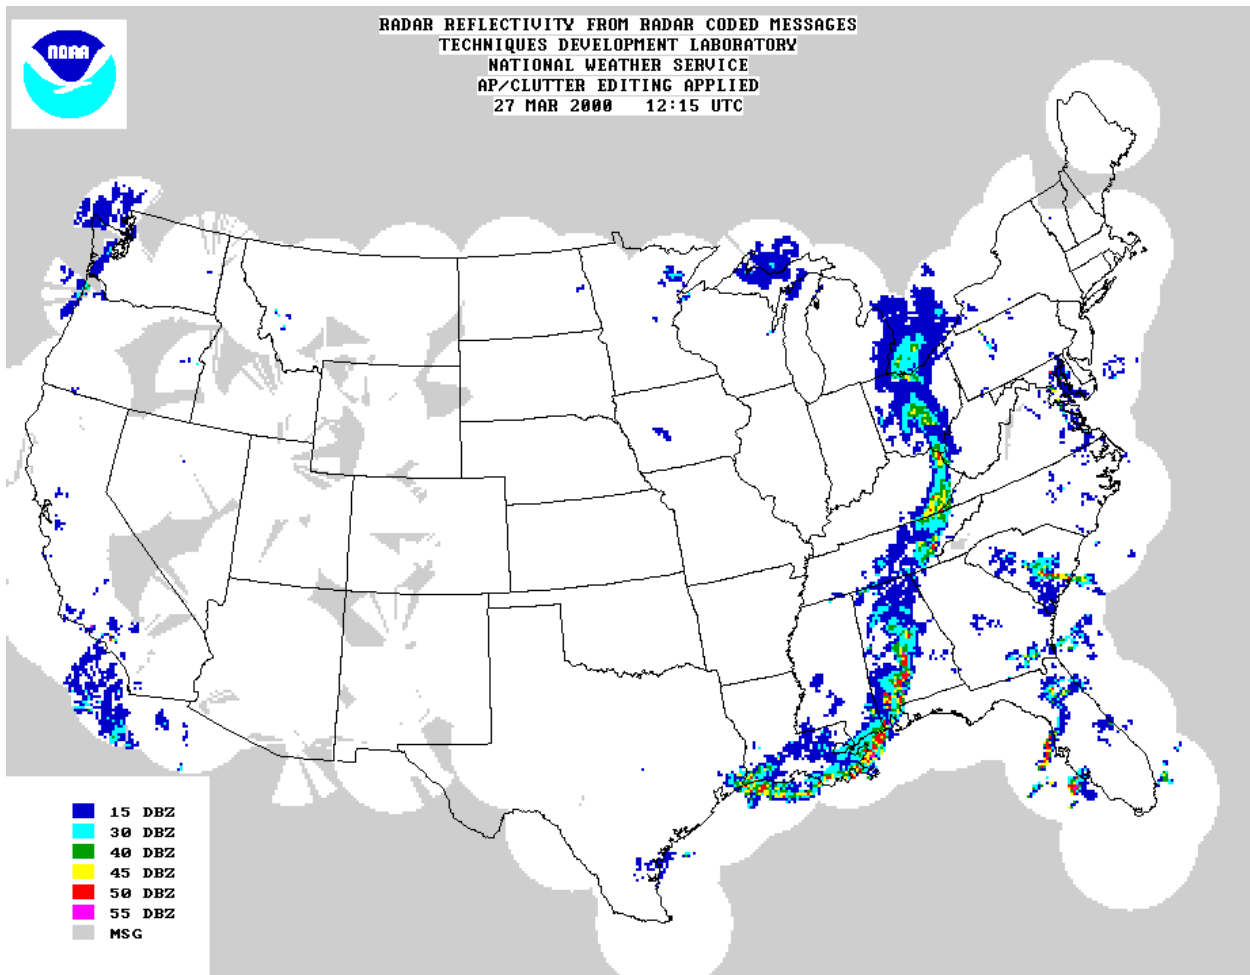 RADAR REFLECTIVITY FROM RADAR CODED MESSAGES
TECHNIQUES DEVELOPMENT LABORATORY
NATIONAL WEATHER SERVICE
AP/CLUTTER EDITING APPLIED
27 MAR 2000 12:15 UTC
NOAA
15 DBZ
30 DBZ
40 DBZ
45 DBZ
50 DBZ
55 DBZ
MSG